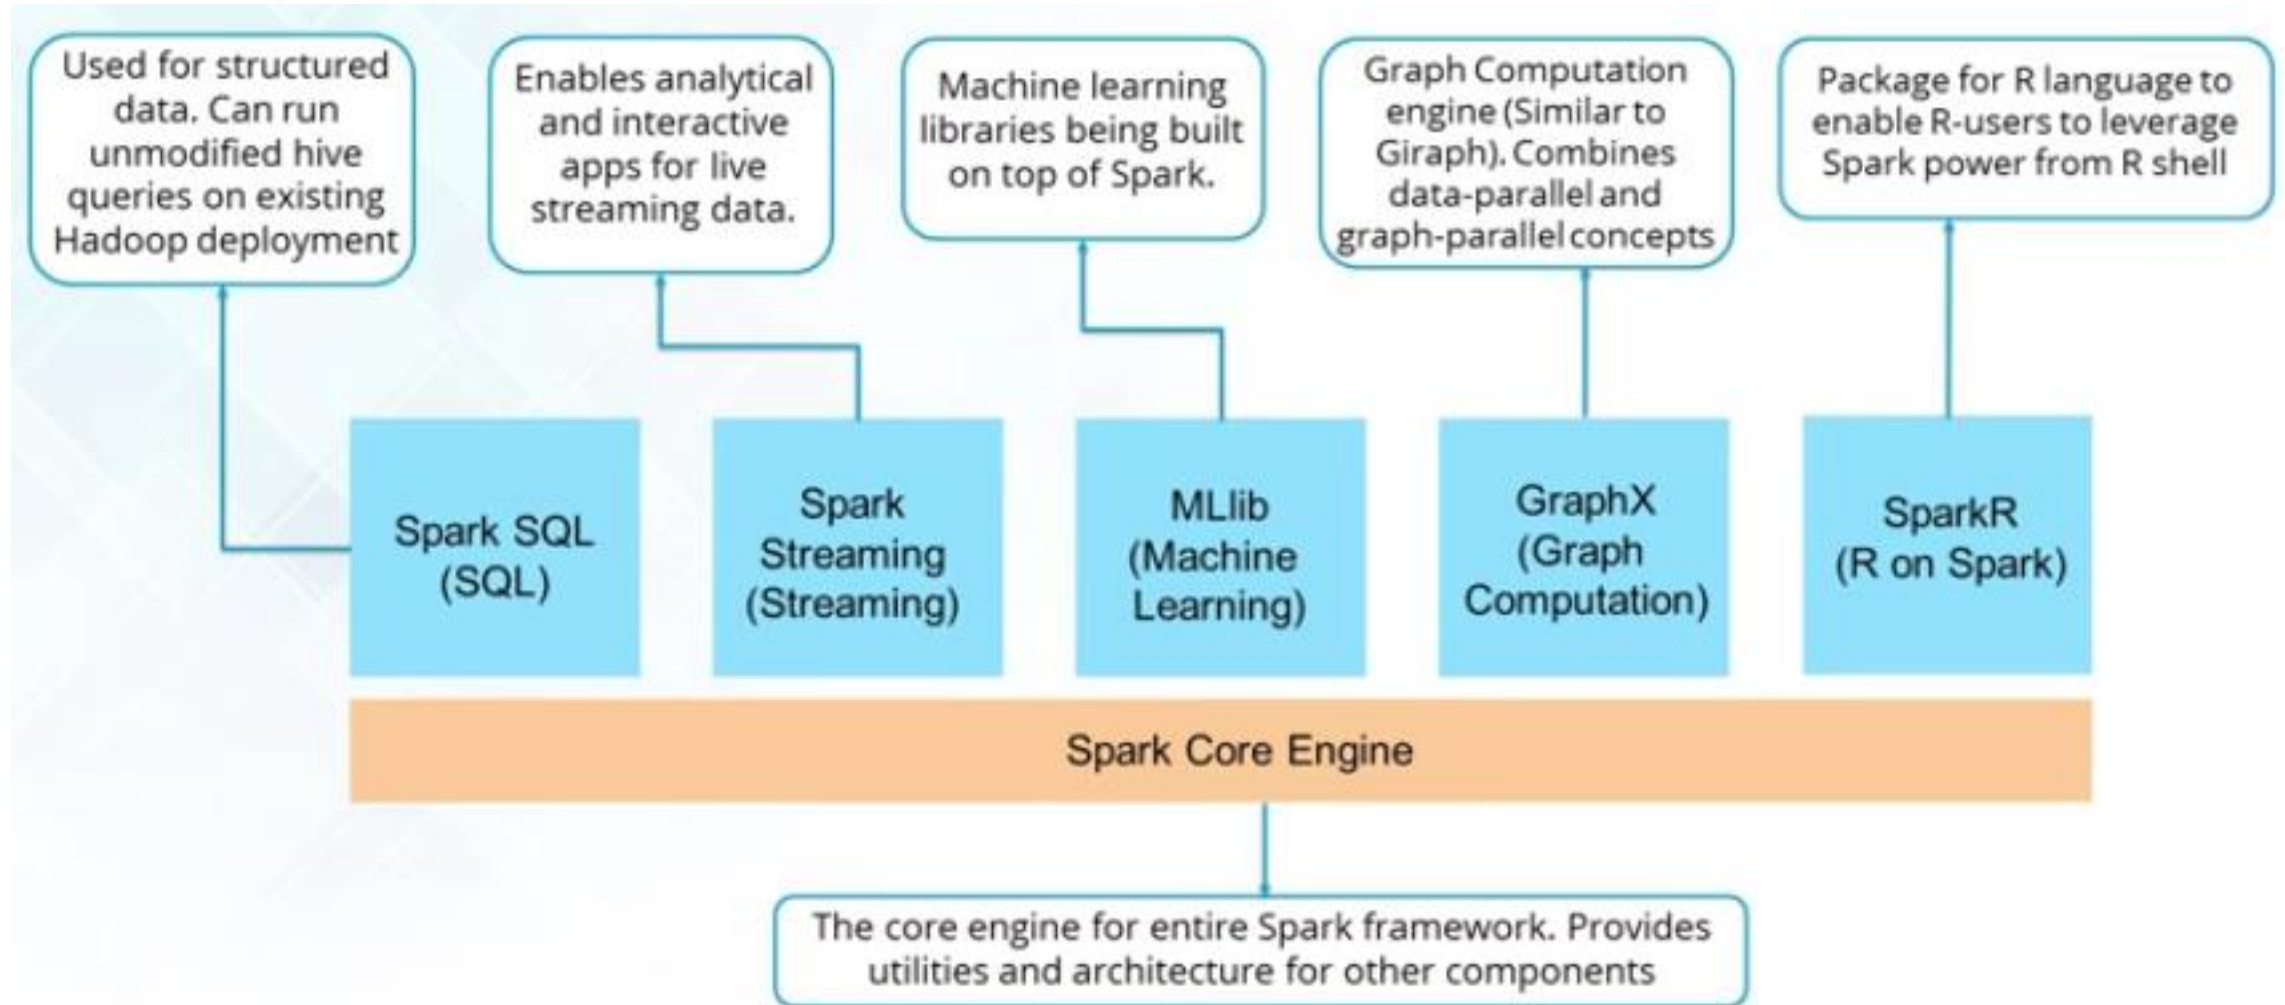 Used for structured
data. Can run
unmodified hive
queries on existing
Hadoop deployment
Enables analytical
and interactive
apps for live
streaming data.
Machine learning
libraries being built
on top of Spark.
Graph Computation
engine (Similar to
Giraph). Combines
data-parallel and
graph-parallel concepts
Package for R language to
enable R-users to leverage
Spark power from R shell
Spark SQL
(SQL)
Spark
Streaming
(Streaming)
MLlib
(Machine
Learning)
GraphX
(Graph
Computation)
SparkR
(R on Spark)
Spark Core Engine
The core engine for entire Spark framework. Provides
utilities and architecture for other components